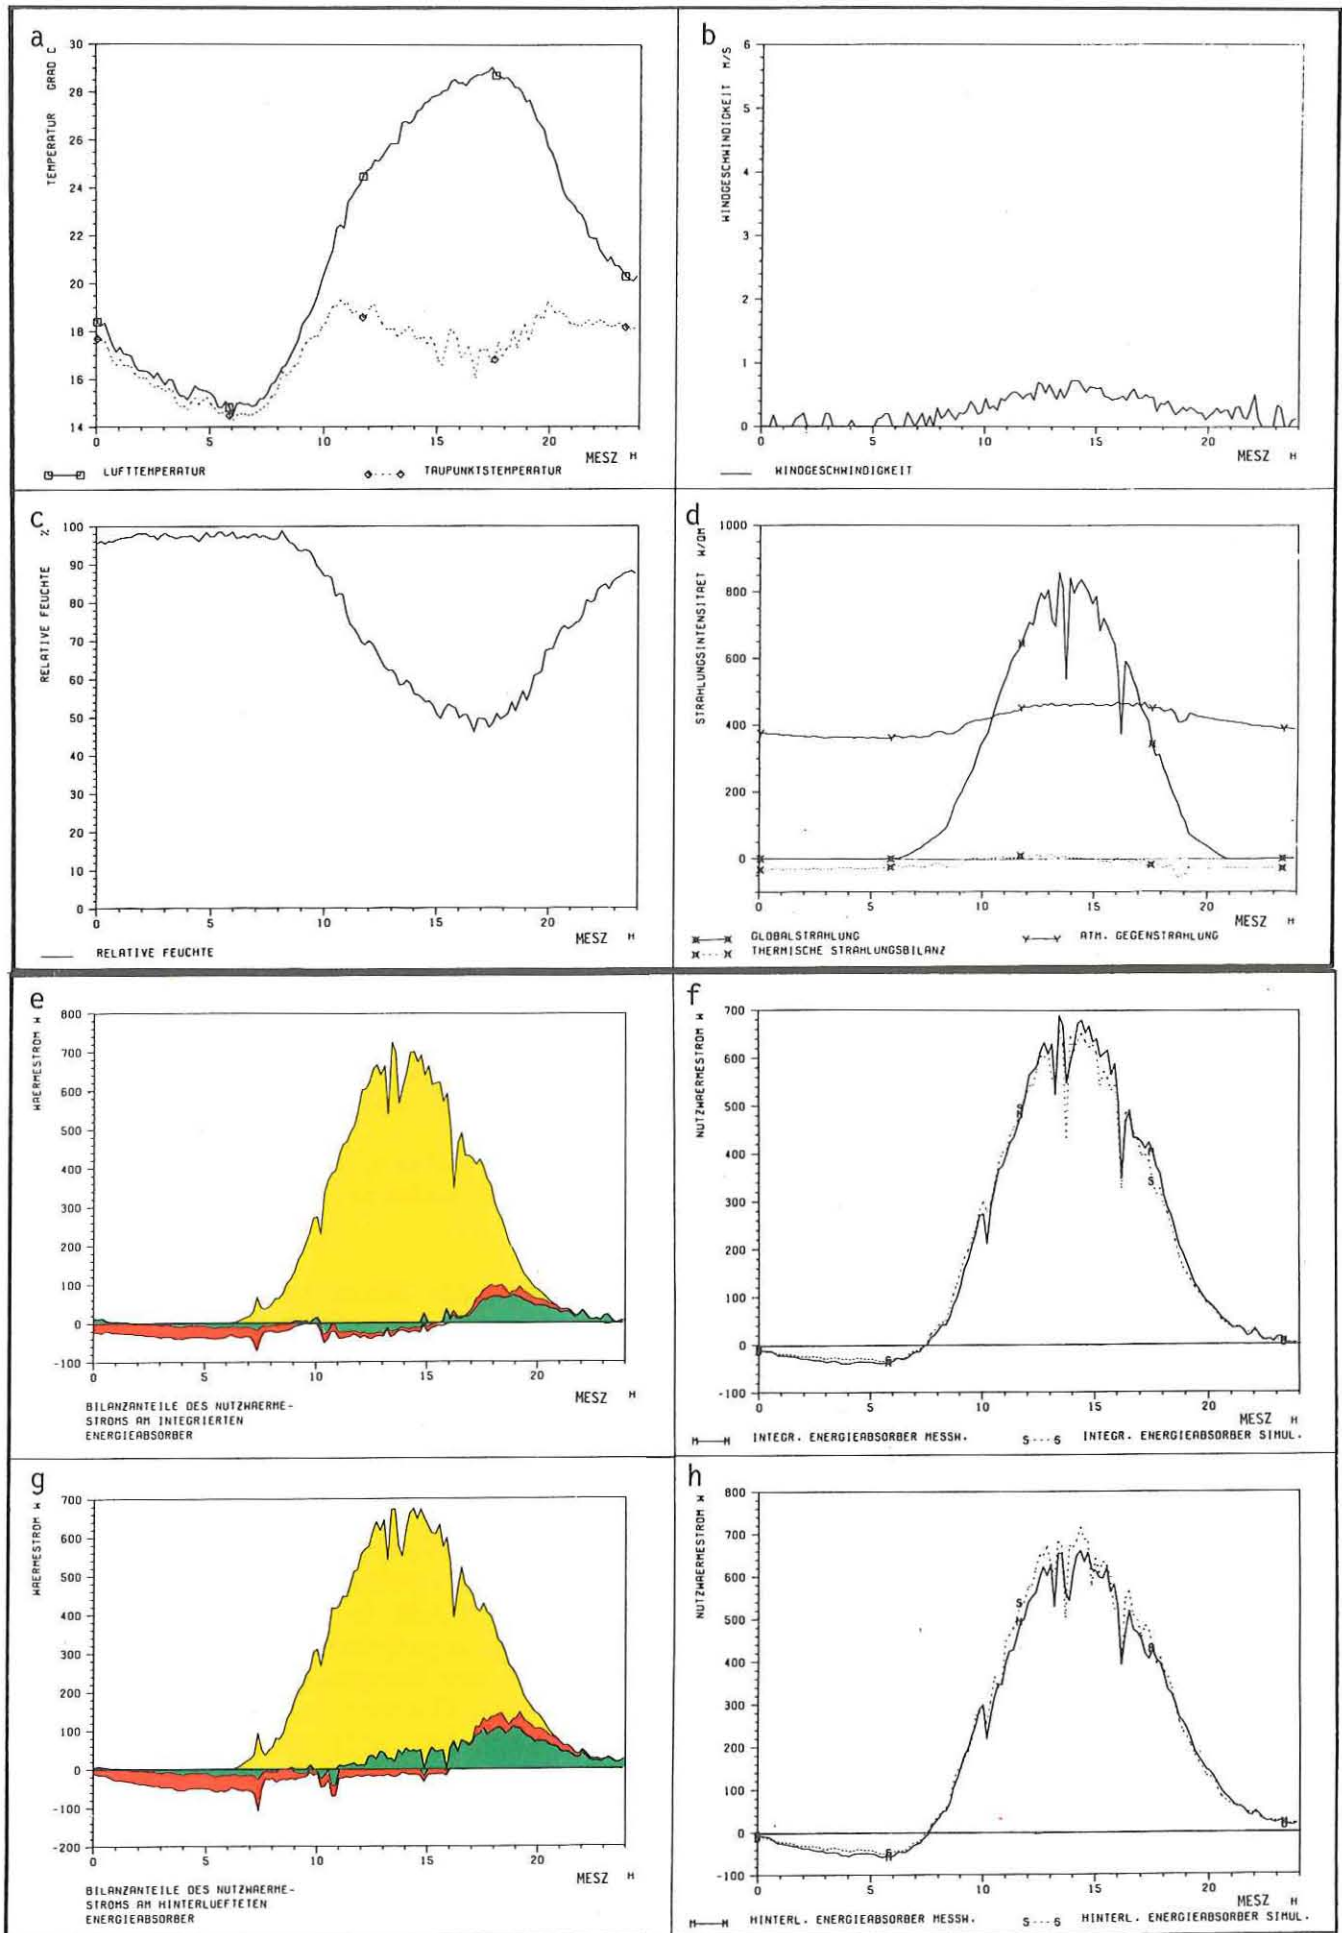 a
TEMPERATUR GRAD C
30
28
26
24
22
20
18
16
14
0 5 10 15 20
MESZ H
LUFTTEMPERATUR TAUPUNKTSTEMPERATUR
b
WINDGESCHWINDIGKEIT M/S
6
5
4
3
2
1
0
0 5 10 15 20
MESZ H
WINDGESCHWINDIGKEIT
c
RELATIVE FEUCHTE %
100
90
80
70
60
50
40
30
20
10
0
0 5 10 15 20
MESZ H
RELATIVE FEUCHTE
d
STRAHLUNGSINTENSITAET W/QM
1000
800
600
400
200
0
0 5 10 15 20
MESZ H
GLOBALSTRAHLUNG ATM. GEGENSTRAHLUNG
THERMISCHE STRAHLUNGSBILANZ
e
WAERMESTROM W
800
700
600
500
400
300
200
100
0
-100
0 5 10 15 20
MESZ H
BILANZANTEILE DES NUTZWAERME-
STROMS AM INTEGRIERTEN
ENERGIEABSORBER
f
NUTZWAERMESTROM W
700
600
500
400
300
200
100
0
-100
0 5 10 15 20
MESZ H
M—M INTEGR. ENERGIEABSORBER MESSW. S···S INTEGR. ENERGIEABSORBER SIMUL.
g
WAERMESTROM W
700
600
500
400
300
200
100
0
-100
-200
0 5 10 15 20
MESZ H
BILANZANTEILE DES NUTZWAERME-
STROMS AM HINTERLUEFTETEN
ENERGIEABSORBER
h
NUTZWAERMESTROM W
800
700
600
500
400
300
200
100
0
-100
0 5 10 15 20
MESZ H
M—M HINTERL. ENERGIEABSORBER MESSW. S···S HINTERL. ENERGIEABSORBER SIMUL.